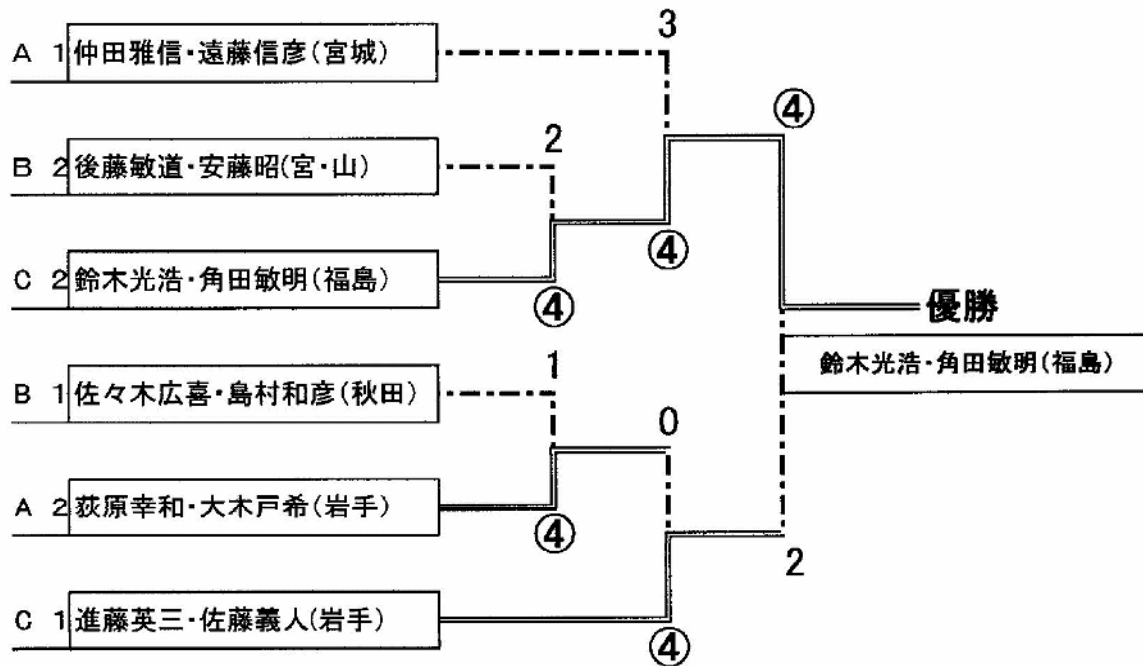 3
A 1 仲田雅信・遠藤信彦(宮城)
④
2
B 2 後藤敏道・安藤昭(宮・山)
④
C 2 鈴木光浩・角田敏明(福島)
④
優勝
鈴木光浩・角田敏明(福島)
1
B 1 佐々木広喜・島村和彦(秋田)
0
A 2 荻原幸和・大木戸希(岩手)
④
2
C 1 進藤英三・佐藤義人(岩手)
④